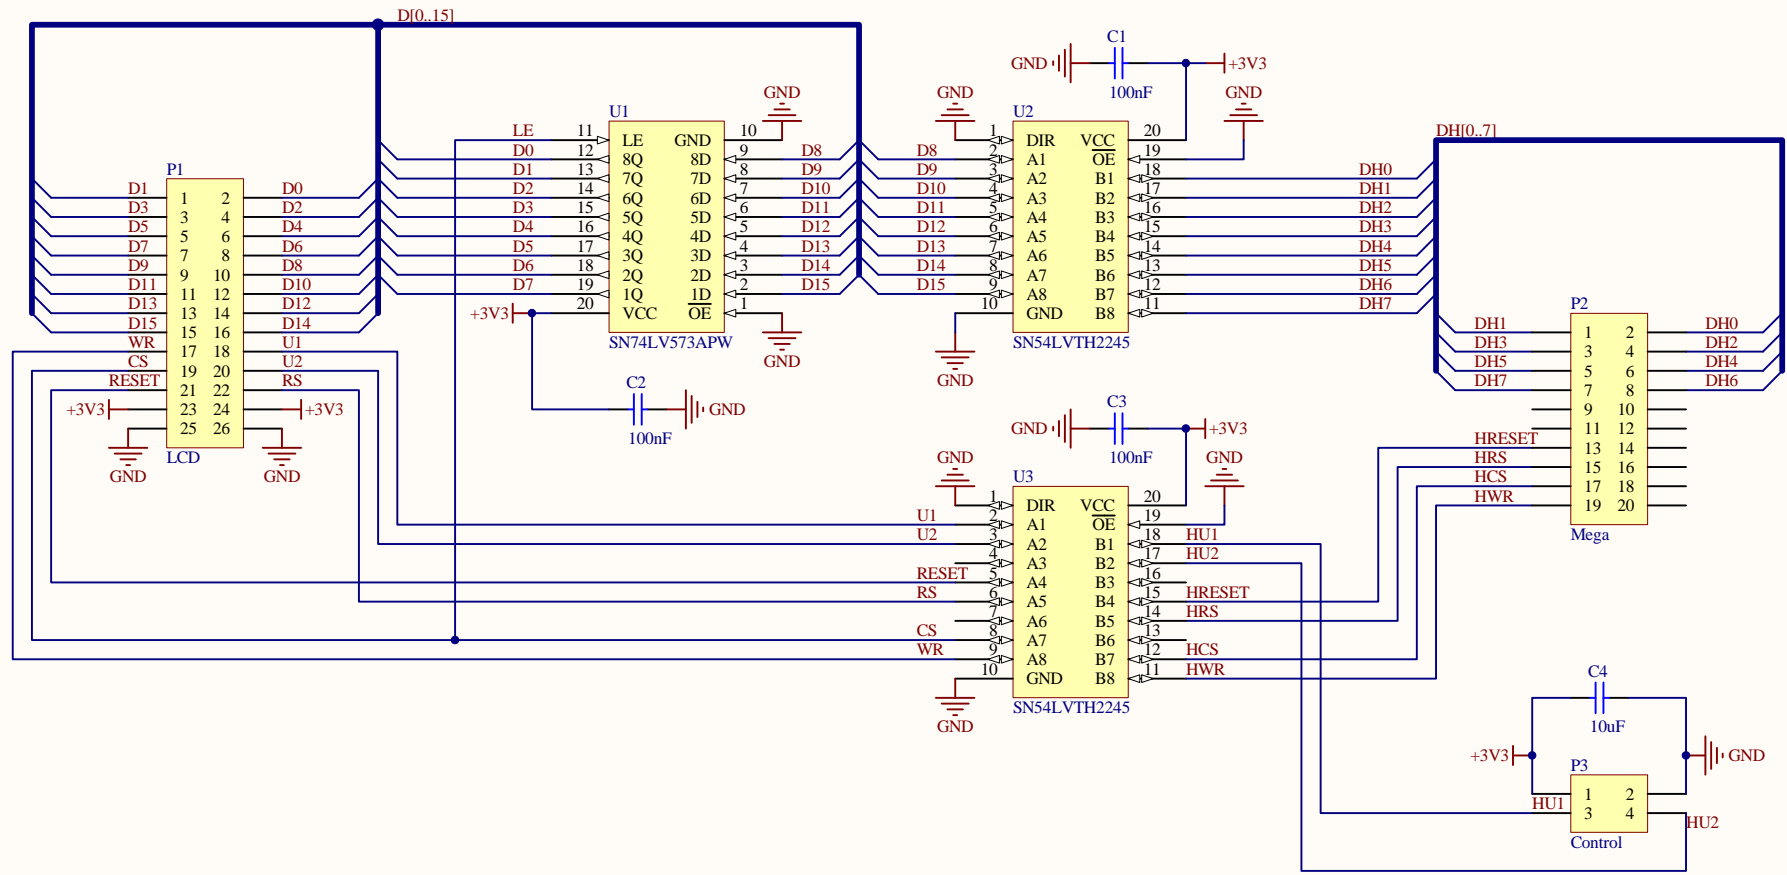 D[0..15]
P1
D1 1 2 D0
D3 3 4 D2
D5 5 6 D4
D7 7 8 D6
D9 9 10 D8
D11 11 12 D10
D13 13 14 D12
D15 15 16 D14
WR 17 18 U1
CS 19 20 U2
RESET 21 22 RS
+3V3 23 24 +3V3
25 26
LCD
GND GND
GND
U1
LE 11 LE GND 10
D0 12 8Q 8D 9 D8
D1 13 7Q 7D 8 D9
D2 14 6Q 6D 7 D10
D3 15 5Q 5D 6 D11
D4 16 4Q 4D 5 D12
D5 17 3Q 3D 4 D13
D6 18 2Q 2D 3 D14
D7 19 1Q 1D 2 D15
+3V3 20 VCC OE 1
SN74LV573APW
GND
C2
GND
100nF
C1
GND +3V3
100nF
GND GND
U2
1 DIR VCC 20
D8 2 A1 OE 19
D9 3 A2 B1 18 DH0
D10 4 A3 B2 17 DH1
D11 5 A4 B3 16 DH2
D12 6 A5 B4 15 DH3
D13 7 A6 B5 14 DH4
D14 8 A7 B6 13 DH5
D15 9 A8 B7 12 DH6
10 GND B8 11 DH7
SN54LVTH2245
GND
C3
GND +3V3
100nF
GND GND
U3
1 DIR VCC 20
U1 2 A1 OE 19
U2 3 A2 B1 18 HU1
4 A3 B2 17 HU2
RESET 5 A4 B3 16
RS 6 A5 B4 15 HRESET
7 A6 B5 14 HRS
CS 8 A7 B6 13
WR 9 A8 B7 12 HCS
10 GND B8 11 HWR
SN54LVTH2245
GND
DH[0..7]
P2
DH1 1 2 DH0
DH3 3 4 DH2
DH5 5 6 DH4
DH7 7 8 DH6
9 10
11 12
HRESET 13 14
HRS 15 16
HCS 17 18
HWR 19 20
Mega
C4
10uF
+3V3 GND
P3
1 2
HU1 3 4 HU2
Control